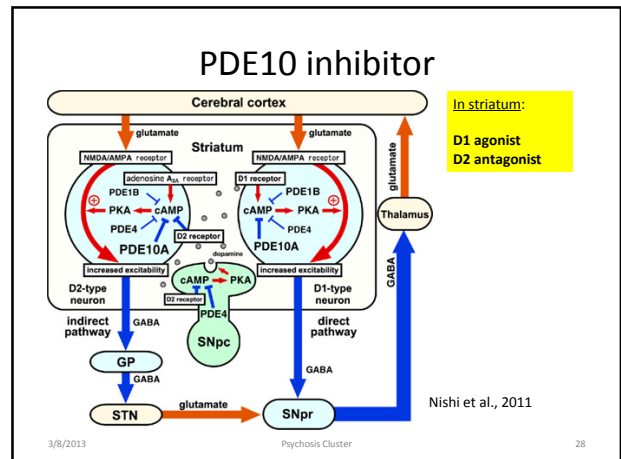 PDE10 inhibitor
Cerebral cortex
glutamate
glutamate
Striatum
NMDA/AMPA receptor
adenosine A2A receptor
PDE1B
PKA
cAMP
PDE4
PDE10A
D2 receptor
increased excitability
D2-type
neuron
NMDA/AMPA receptor
D1 receptor
PDE1B
cAMP
PKA
PDE4
PDE10A
increased excitability
D1-type
neuron
dopamine
cAMP
PKA
D2 receptor
PDE4
SNpc
indirect
pathway
GABA
GP
GABA
STN
glutamate
direct
pathway
GABA
SNpr
GABA
Thalamus
glutamate
In striatum:
D1 agonist
D2 antagonist
Nishi et al., 2011
3/8/2013
Psychosis Cluster
28